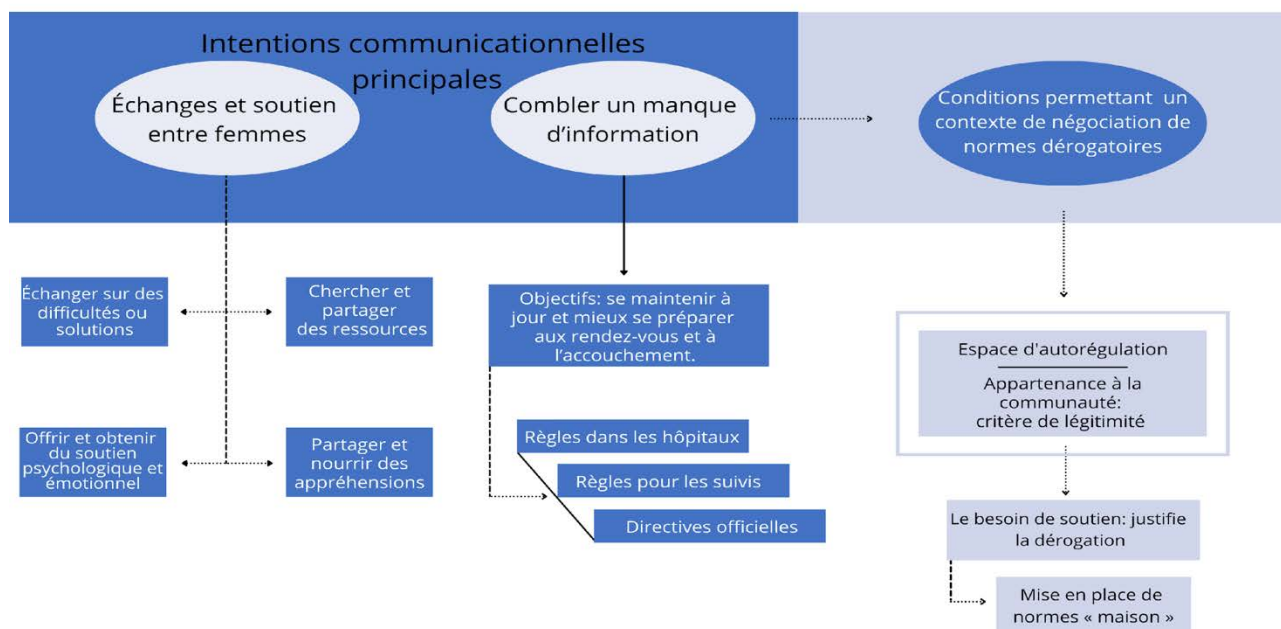 Intentions communicationnelles
principales
Échanges et soutien
entre femmes
Combler un manque
d’information
Conditions permettant un
contexte de négociation de
normes dérogatoires
Échanger sur des
difficultés ou
solutions
Chercher et
partager
des ressources
Offrir et obtenir
du soutien
psychologique et
émotionnel
Partager et
nourrir des
appréhensions
Objectifs: se maintenir à
jour et mieux se préparer
aux rendez-vous et à
l’accouchement.
Règles dans les hôpitaux
Règles pour les suivis
Directives officielles
Espace d'autorégulation
Appartenance à la
communauté:
critère de légitimité
Le besoin de soutien: justifie
la dérogation
Mise en place de
normes « maison »